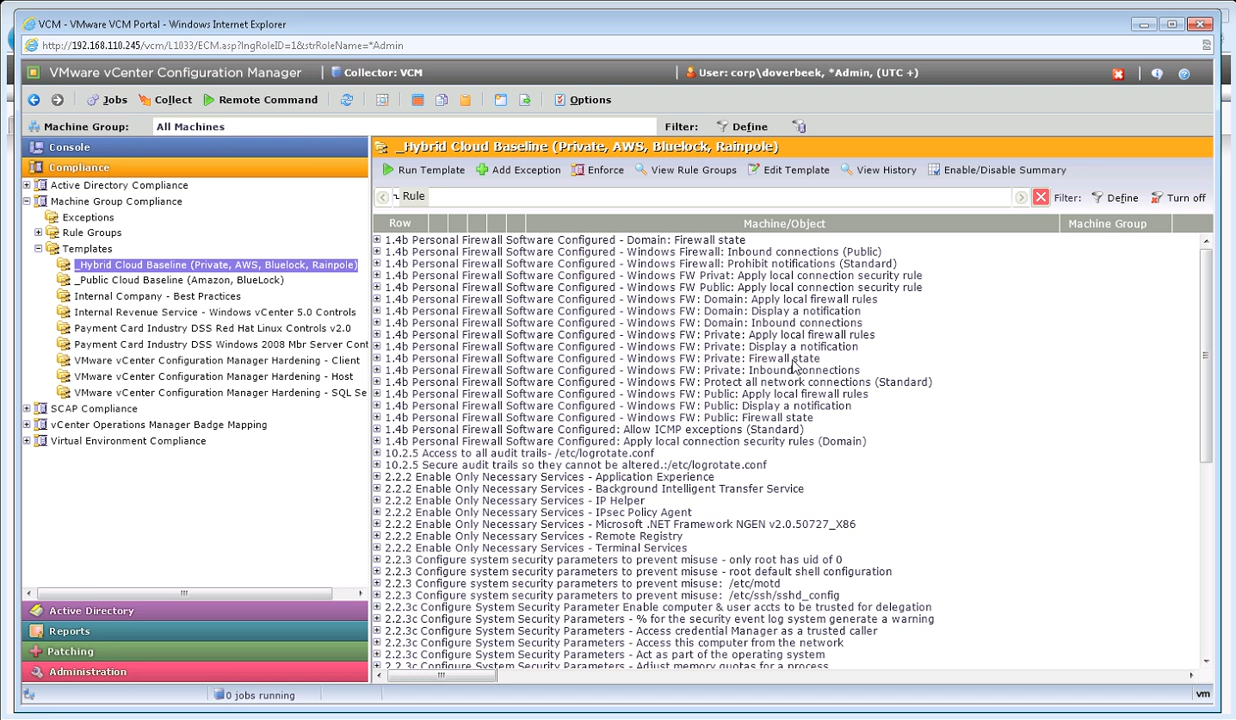 VCM - VMware VCM Portal - Windows Internet Explorer
http://192.168.110.245/vcm/L1033/ECM.asp?lngRoleID=1&strRoleName=*Admin
VMware vCenter Configuration Manager
Collector: VCM
User: corp\doverbeek, *Admin, (UTC +)
Jobs
Collect
Remote Command
Options
Machine Group:
All Machines
Filter:
Define
Console
Compliance
Active Directory Compliance
Machine Group Compliance
Exceptions
Rule Groups
Templates
_Hybrid Cloud Baseline (Private, AWS, Bluelock, Rainpole)
_Public Cloud Baseline (Amazon, BlueLock)
Internal Company - Best Practices
Internal Revenue Service - Windows vCenter 5.0 Controls
Payment Card Industry DSS Red Hat Linux Controls v2.0
Payment Card Industry DSS Windows 2008 Mbr Server Cont
VMware vCenter Configuration Manager Hardening - Client
VMware vCenter Configuration Manager Hardening - Host
VMware vCenter Configuration Manager Hardening - SQL Se
SCAP Compliance
vCenter Operations Manager Badge Mapping
Virtual Environment Compliance
Active Directory
Reports
Patching
Administration
_Hybrid Cloud Baseline (Private, AWS, Bluelock, Rainpole)
Run Template
Add Exception
Enforce
View Rule Groups
Edit Template
View History
Enable/Disable Summary
Rule
Filter:
Define
Turn off
Row
Machine/Object
Machine Group
1.4b Personal Firewall Software Configured - Domain: Firewall state
1.4b Personal Firewall Software Configured - Windows Firewall: Inbound connections (Public)
1.4b Personal Firewall Software Configured - Windows Firewall: Prohibit notifications (Standard)
1.4b Personal Firewall Software Configured - Windows FW Privat: Apply local connection security rule
1.4b Personal Firewall Software Configured - Windows FW Public: Apply local connection security rule
1.4b Personal Firewall Software Configured - Windows FW: Domain: Apply local firewall rules
1.4b Personal Firewall Software Configured - Windows FW: Domain: Display a notification
1.4b Personal Firewall Software Configured - Windows FW: Domain: Inbound connections
1.4b Personal Firewall Software Configured - Windows FW: Private: Apply local firewall rules
1.4b Personal Firewall Software Configured - Windows FW: Private: Display a notification
1.4b Personal Firewall Software Configured - Windows FW: Private: Firewall state
1.4b Personal Firewall Software Configured - Windows FW: Private: Inbound connections
1.4b Personal Firewall Software Configured - Windows FW: Protect all network connections (Standard)
1.4b Personal Firewall Software Configured - Windows FW: Public: Apply local firewall rules
1.4b Personal Firewall Software Configured - Windows FW: Public: Display a notification
1.4b Personal Firewall Software Configured - Windows FW: Public: Firewall state
1.4b Personal Firewall Software Configured: Allow ICMP exceptions (Standard)
1.4b Personal Firewall Software Configured: Apply local connection security rules (Domain)
10.2.5 Access to all audit trails- /etc/logrotate.conf
10.2.5 Secure audit trails so they cannot be altered.:/etc/logrotate.conf
2.2.2 Enable Only Necessary Services - Application Experience
2.2.2 Enable Only Necessary Services - Background Intelligent Transfer Service
2.2.2 Enable Only Necessary Services - IP Helper
2.2.2 Enable Only Necessary Services - IPsec Policy Agent
2.2.2 Enable Only Necessary Services - Microsoft .NET Framework NGEN v2.0.50727_X86
2.2.2 Enable Only Necessary Services - Remote Registry
2.2.2 Enable Only Necessary Services - Terminal Services
2.2.3 Configure system security parameters to prevent misuse - only root has uid of 0
2.2.3 Configure system security parameters to prevent misuse - root default shell configuration
2.2.3 Configure system security parameters to prevent misuse: /etc/motd
2.2.3 Configure system security parameters to prevent misuse: /etc/ssh/sshd_config
2.2.3c Configure System Security Parameter Enable computer & user accts to be trusted for delegation
2.2.3c Configure System Security Parameters - % for the security event log system generate a warning
2.2.3c Configure System Security Parameters - Access credential Manager as a trusted caller
2.2.3c Configure System Security Parameters - Access this computer from the network
2.2.3c Configure System Security Parameters - Act as part of the operating system
2.2.3c Configure System Security Parameters - Adjust memory quotas for a process
0 jobs running
vm